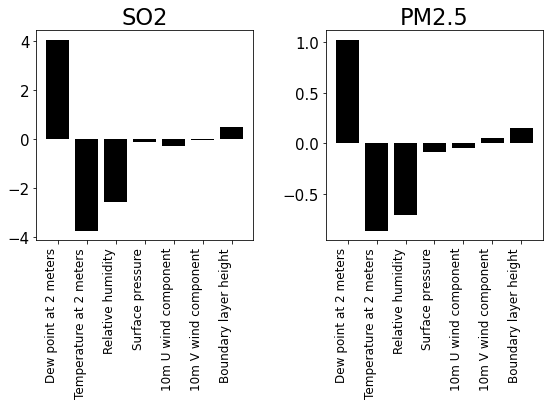 SO2
4
2
0
−2
−4
Dew point at 2 meters
Temperature at 2 meters
Relative humidity
Surface pressure
10m U wind component
10m V wind component
Boundary layer height
PM2.5
1.0
0.5
0.0
−0.5
Dew point at 2 meters
Temperature at 2 meters
Relative humidity
Surface pressure
10m U wind component
10m V wind component
Boundary layer height